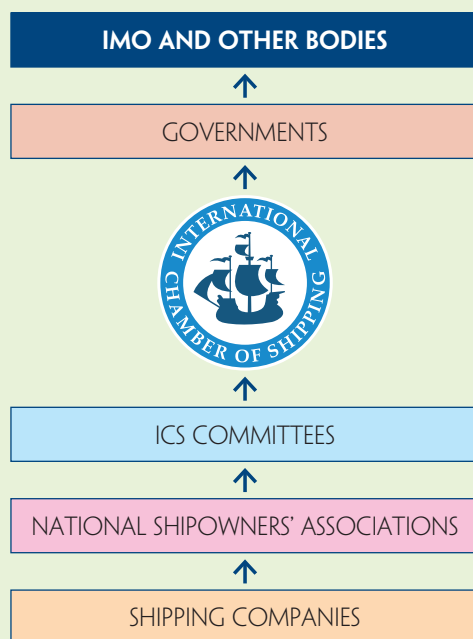 IMO AND OTHER BODIES
GOVERNMENTS
INTERNATIONAL
CHAMBER OF SHIPPING
ICS COMMITTEES
NATIONAL SHIPOWNERS’ ASSOCIATIONS
SHIPPING COMPANIES